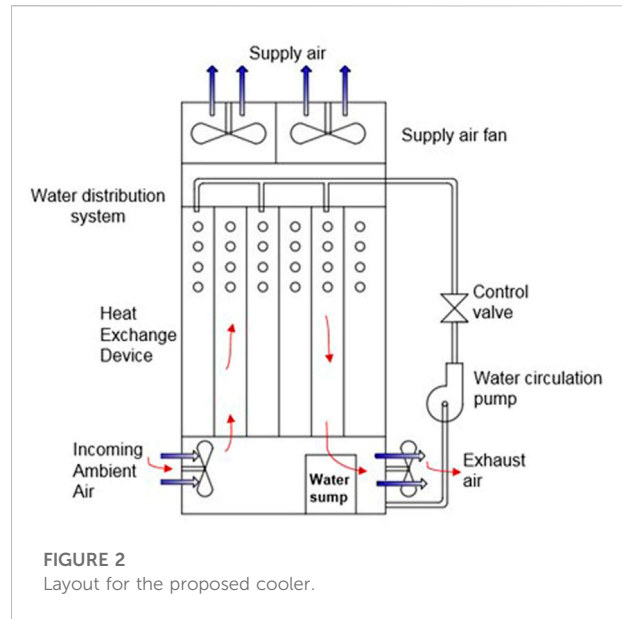 Supply air
Supply air fan
Water distribution
system
Heat
Exchange
Device
Control
valve
Water circulation
pump
Incoming
Ambient
Air
Water
sump
Exhaust
air
FIGURE 2
Layout for the proposed cooler.